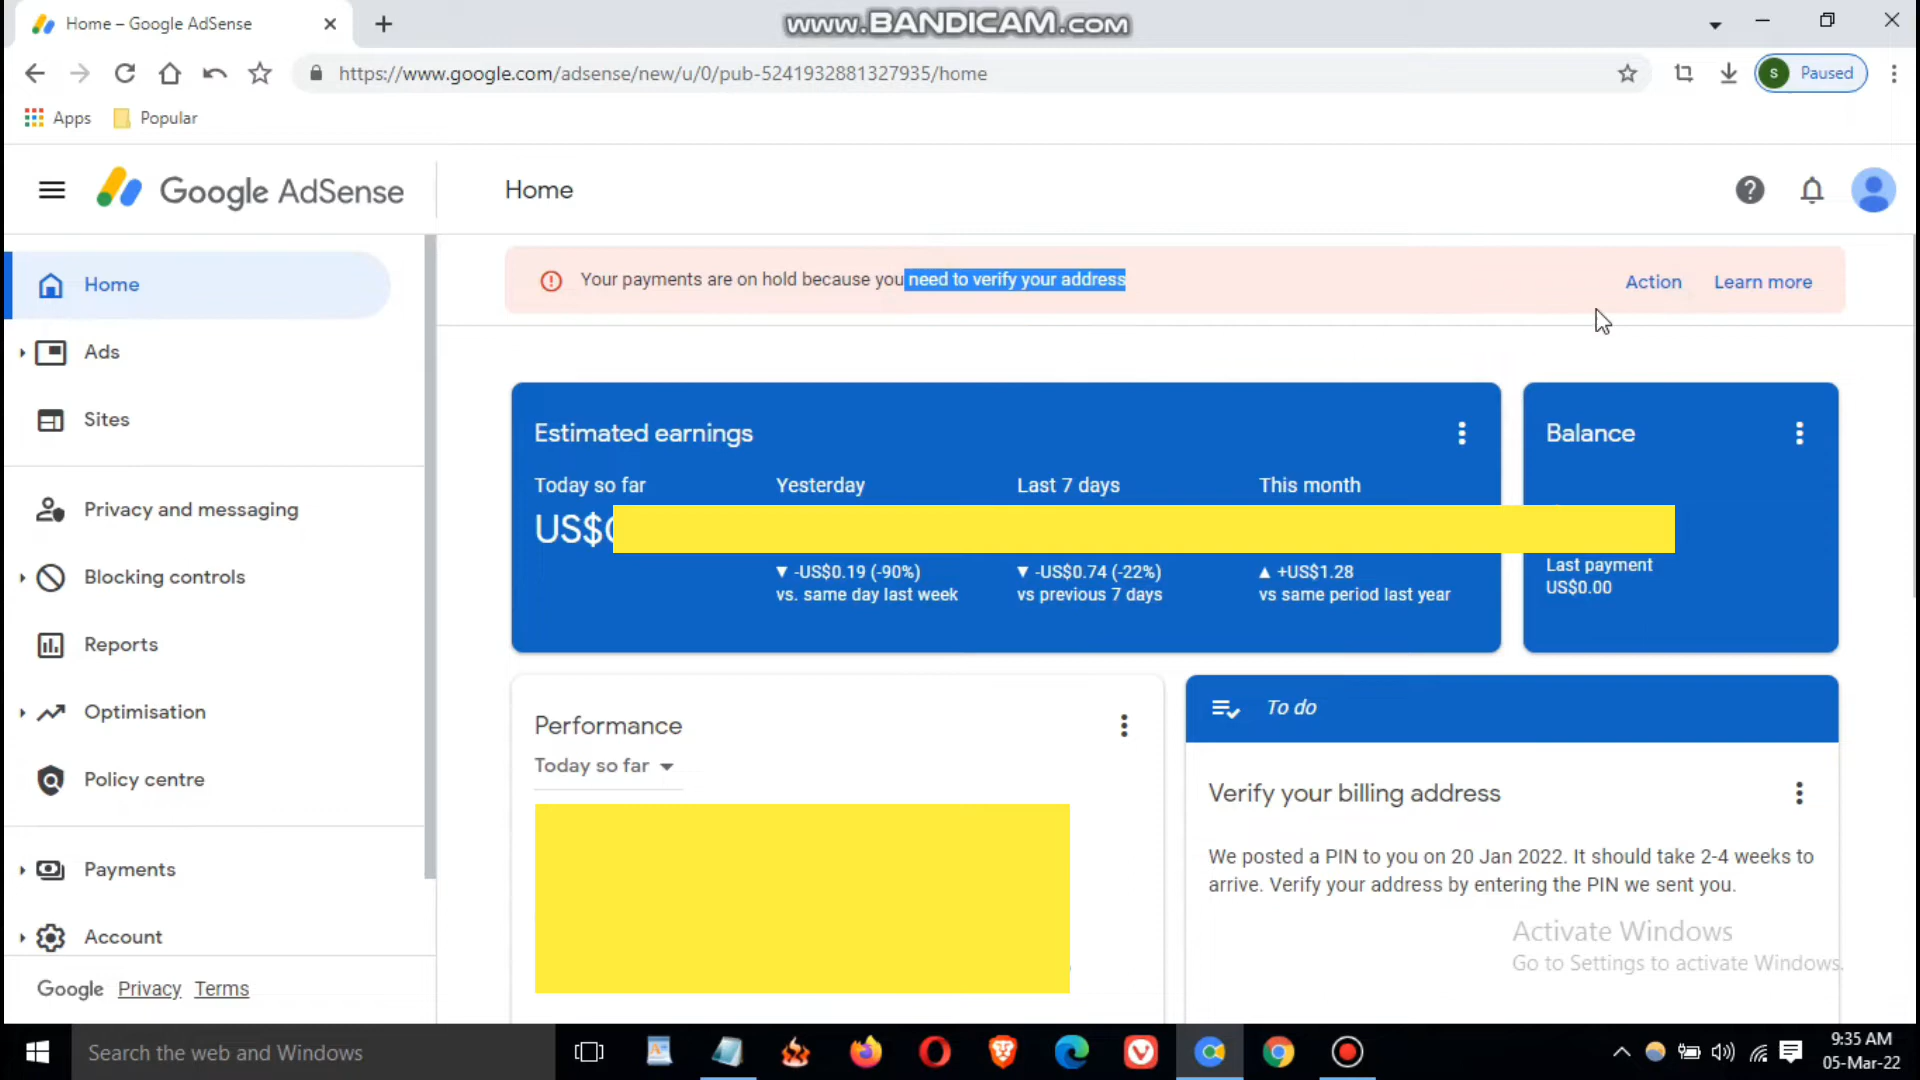 Home – Google AdSense
www.BANDICAM.com
https://www.google.com/adsense/new/u/0/pub-5241932881327935/home
S
Paused
Apps
Popular
Google AdSense
Home
Home
Ads
Sites
Privacy and messaging
Blocking controls
Reports
Optimisation
Policy centre
Payments
Account
Google Privacy Terms
Your payments are on hold because you need to verify your address
Action
Learn more
Estimated earnings
Today so far
US$
Yesterday
▼ -US$0.19 (-90%)
vs. same day last week
Last 7 days
▼ -US$0.74 (-22%)
vs previous 7 days
This month
▲ +US$1.28
vs same period last year
Balance
Last payment
US$0.00
Performance
Today so far
To do
Verify your billing address
We posted a PIN to you on 20 Jan 2022. It should take 2-4 weeks to
arrive. Verify your address by entering the PIN we sent you.
Activate Windows
Go to Settings to activate Windows.
Search the web and Windows
9:35 AM
05-Mar-22